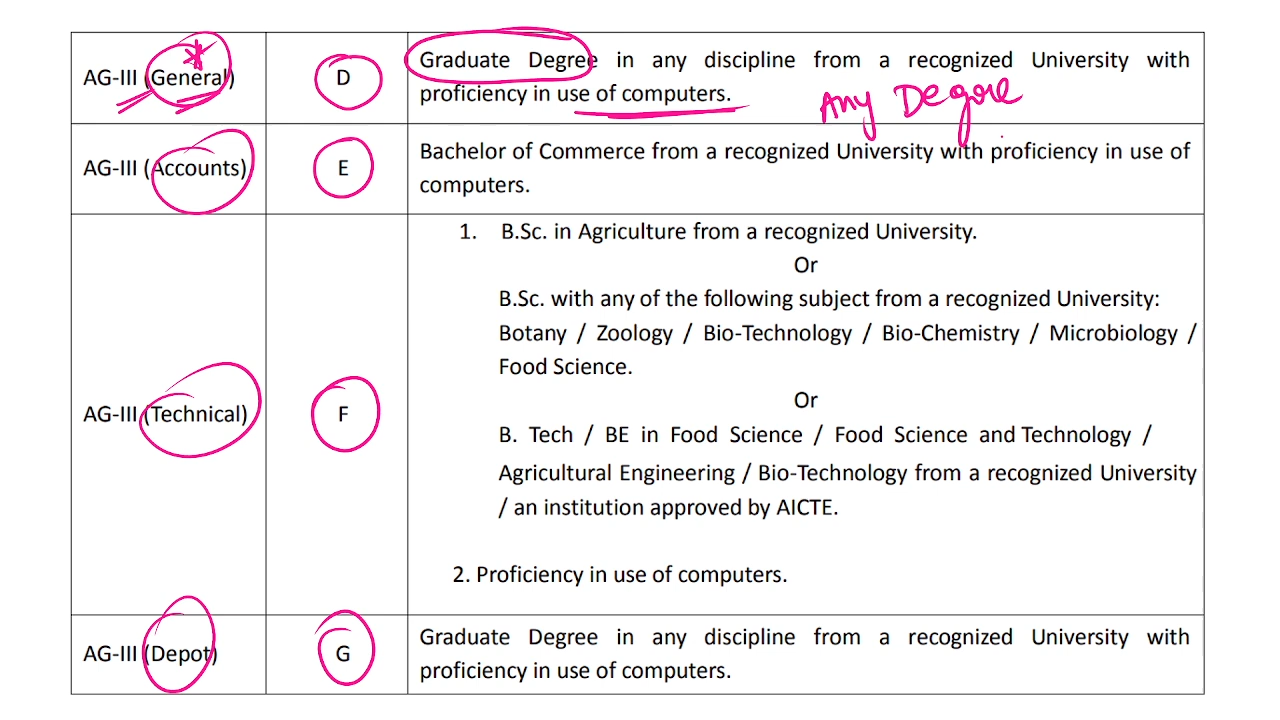 AG-III (General)
D
Graduate Degree in any discipline from a recognized University with
proficiency in use of computers.
Any Degree
AG-III (Accounts)
E
Bachelor of Commerce from a recognized University with proficiency in use of
computers.
AG-III (Technical)
F
1. B.Sc. in Agriculture from a recognized University.
Or
B.Sc. with any of the following subject from a recognized University:
Botany / Zoology / Bio-Technology / Bio-Chemistry / Microbiology /
Food Science.
Or
B. Tech / BE in Food Science / Food Science and Technology /
Agricultural Engineering / Bio-Technology from a recognized University
/ an institution approved by AICTE.
2. Proficiency in use of computers.
AG-III (Depot)
G
Graduate Degree in any discipline from a recognized University with
proficiency in use of computers.